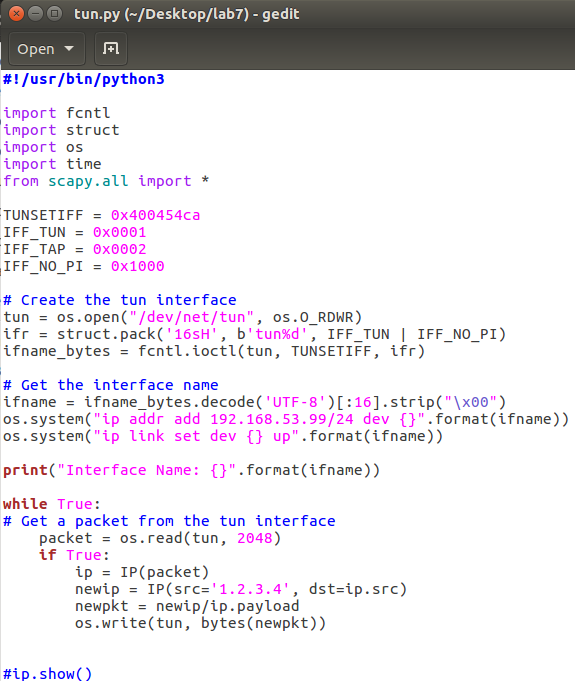 tun.py (~/Desktop/lab7) - gedit
Open
#!/usr/bin/python3

import fcntl
import struct
import os
import time
from scapy.all import *

TUNSETIFF = 0x400454ca
IFF_TUN = 0x0001
IFF_TAP = 0x0002
IFF_NO_PI = 0x1000

# Create the tun interface
tun = os.open("/dev/net/tun", os.O_RDWR)
ifr = struct.pack('16sH', b'tun%d', IFF_TUN | IFF_NO_PI)
ifname_bytes = fcntl.ioctl(tun, TUNSETIFF, ifr)

# Get the interface name
ifname = ifname_bytes.decode('UTF-8')[:16].strip("\x00")
os.system("ip addr add 192.168.53.99/24 dev {}".format(ifname))
os.system("ip link set dev {} up".format(ifname))

print("Interface Name: {}".format(ifname))

while True:
# Get a packet from the tun interface
    packet = os.read(tun, 2048)
    if True:
        ip = IP(packet)
        newip = IP(src='1.2.3.4', dst=ip.src)
        newpkt = newip/ip.payload
        os.write(tun, bytes(newpkt))


#ip.show()